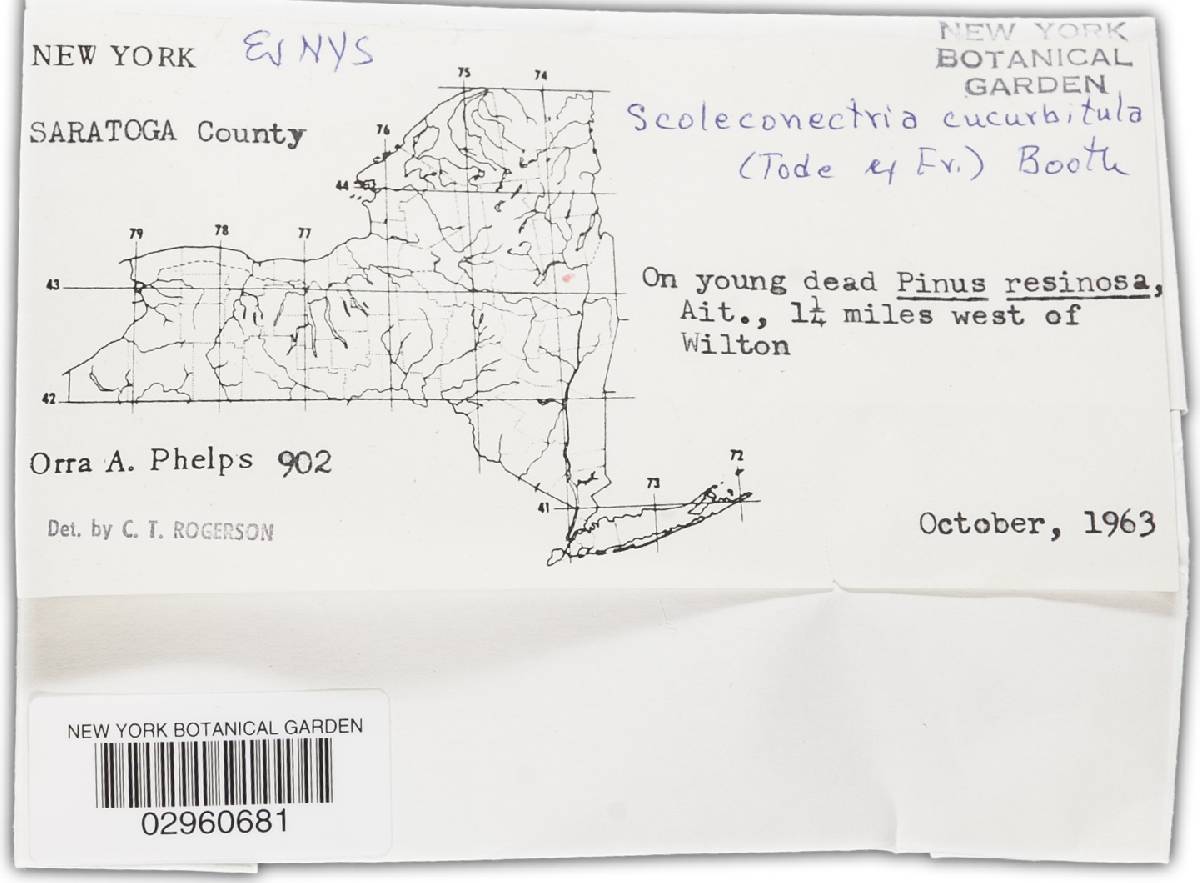 NEW YORK Ex NYS
NEW YORK
BOTANICAL
GARDEN
SARATOGA County
Scoleconectria cucurbitula
(Tode ex Fr.) Booth
75 74
76
44
79 78 77
43
On young dead Pinus resinosa,
Ait., 1¼ miles west of
Wilton
42
Orra A. Phelps 902
72
73
41
Det. by C. T. ROGERSON
October, 1963
NEW YORK BOTANICAL GARDEN
02960681